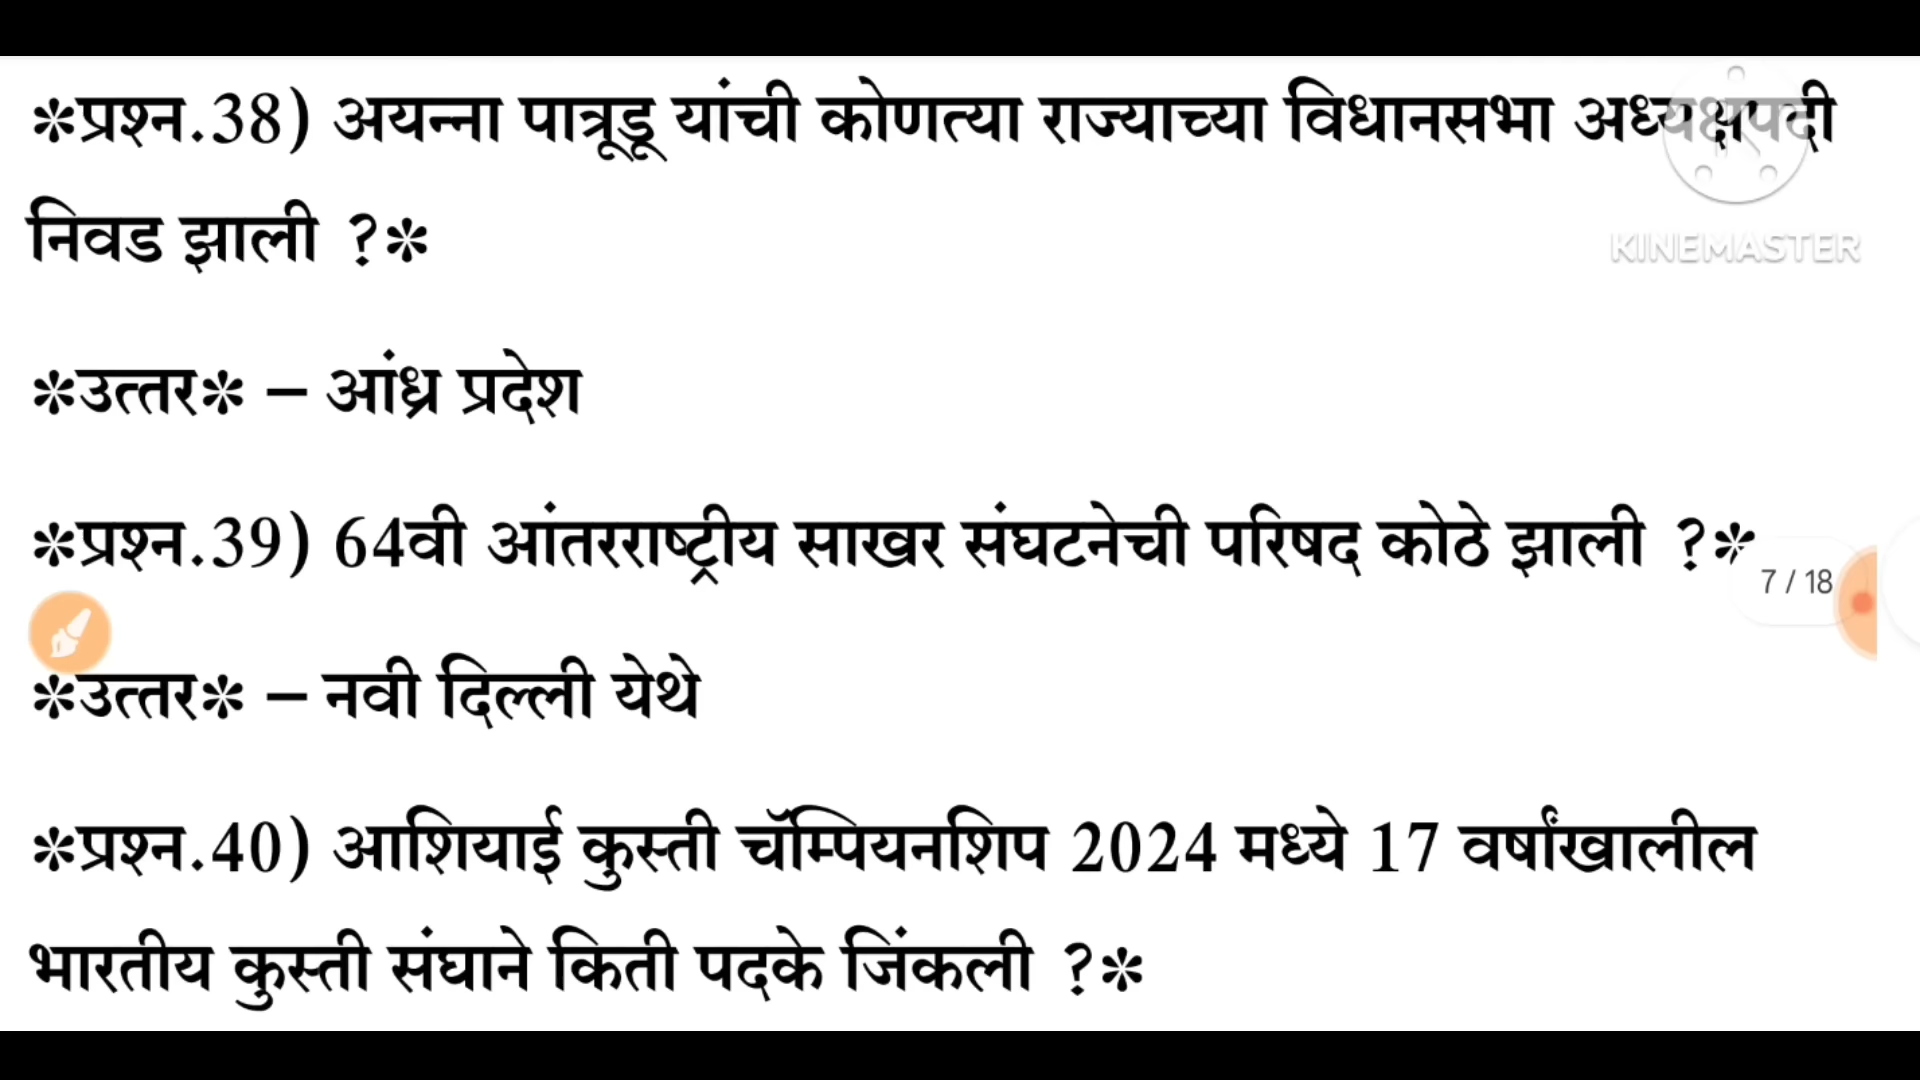 *प्रश्न.38) अयन्ना पात्रूडू यांची कोणत्या राज्याच्या विधानसभा अध्यक्षपदी
निवड झाली ?*
KINEMASTER
*उत्तर* – आंध्र प्रदेश
*प्रश्न.39) 64वी आंतरराष्ट्रीय साखर संघटनेची परिषद कोठे झाली ?*
7 / 18
*उत्तर* – नवी दिल्ली येथे
*प्रश्न.40) आशियाई कुस्ती चॅम्पियनशिप 2024 मध्ये 17 वर्षांखालील
भारतीय कुस्ती संघाने किती पदके जिंकली ?*